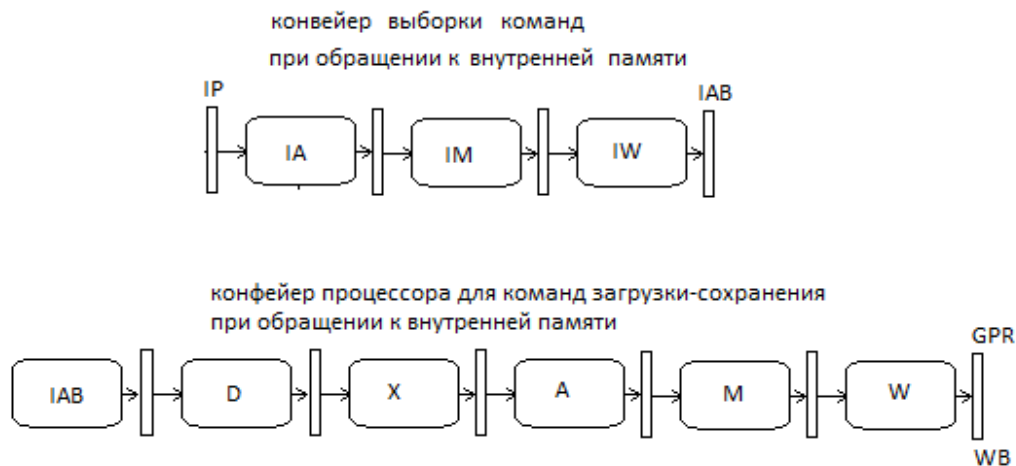 конвейер выборки команд
при обращении к внутренней памяти
IP
IAB
IA
IM
IW
конфейер процессора для команд загрузки-сохранения
при обращении к внутренней памяти
GPR
IAB
D
X
A
M
W
WB